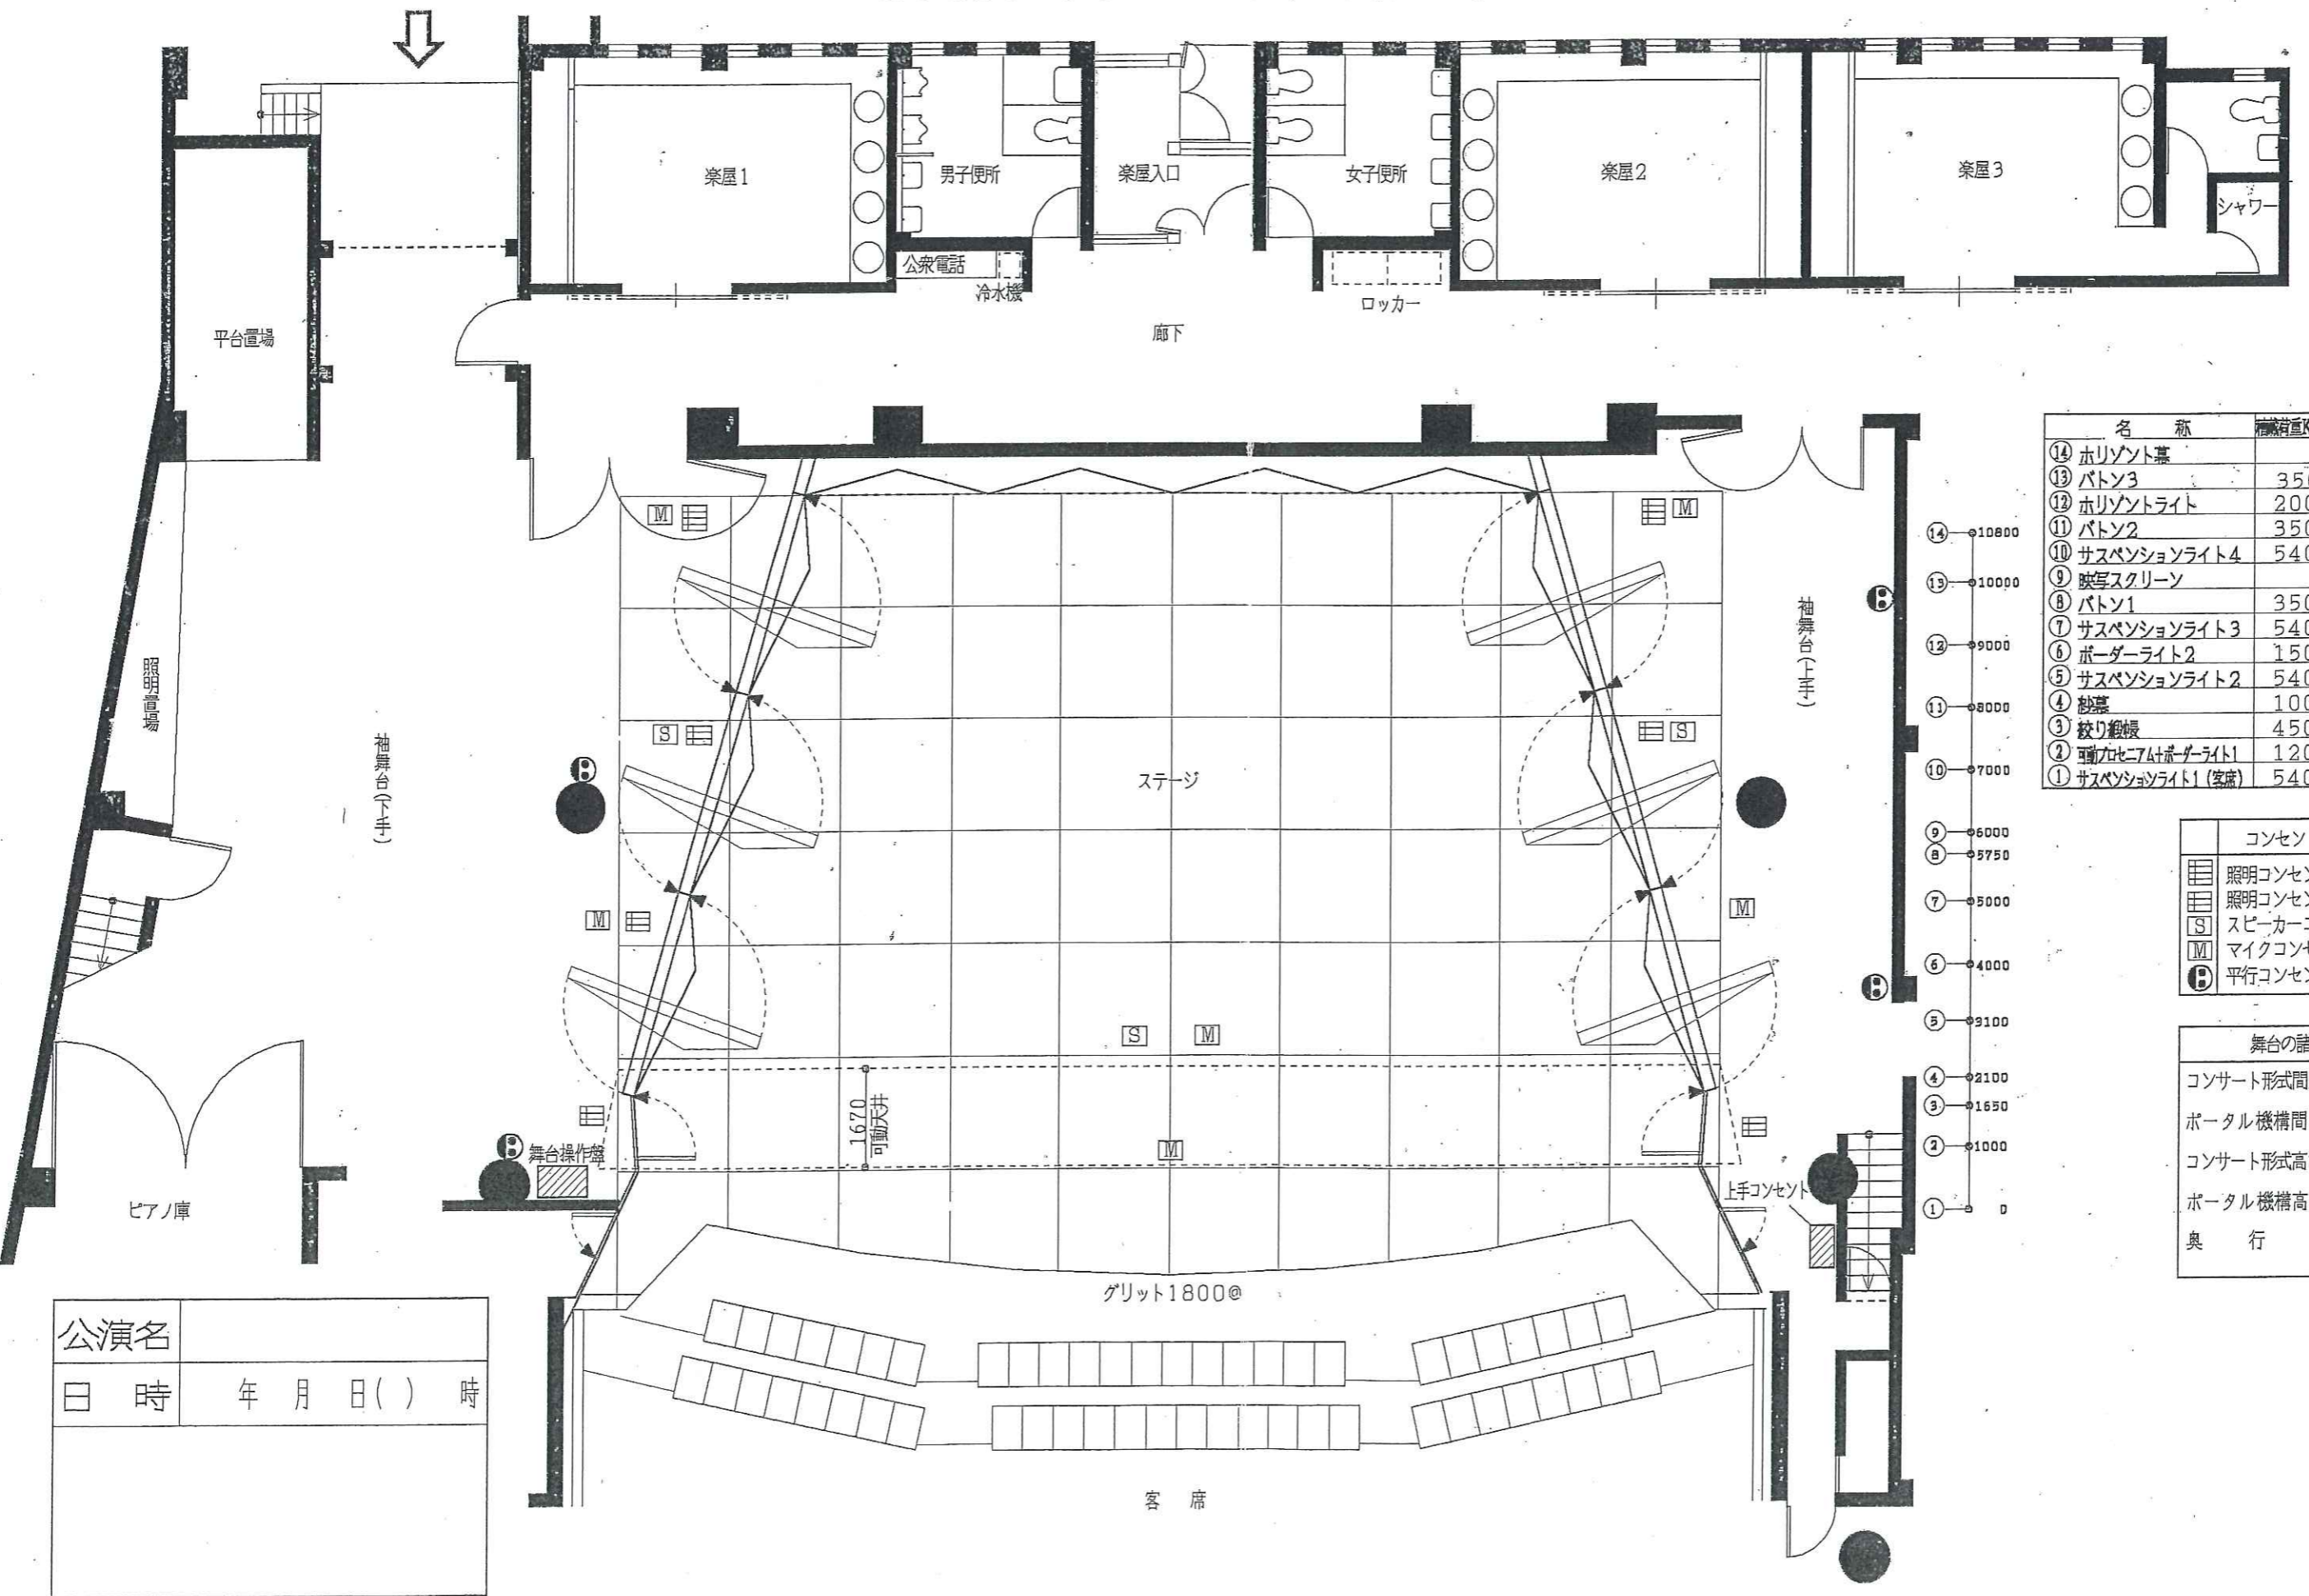 楽屋1
男子便所
楽屋入口
女子便所
楽屋2
楽屋3
シャワー
公衆電話
冷水機
ロッカー
廊下
平台置場
照明置場
袖舞台(下手)
袖舞台(上手)
ステージ
M
M
S
S
M
M
S M
M
1670
可動天井
舞台操作盤
上手コンセント
ピアノ庫
グリット1800@
客 席
公演名
日 時 年 月 日( ) 時
⑭ 10800
⑬ 10000
⑫ 9000
⑪ 8000
⑩ 7000
⑨ 6000
⑧ 5750
⑦ 5000
⑥ 4000
⑤ 3100
④ 2100
③ 1650
② 1000
① 0
名 称
⑭ ホリゾント幕
⑬ バトン3 35
⑫ ホリゾントライト 200
⑪ バトン2 350
⑩ サスペンションライト4 540
⑨ 映写スクリーン
⑧ バトン1 350
⑦ サスペンションライト3 540
⑥ ボーダーライト2 150
⑤ サスペンションライト2 540
④ 紗幕 100
③ 絞り緞帳 450
② 可動プロセニアム+ボーダーライト1 120
① サスペンションライト1(客席) 540
コンセン
照明コンセン
照明コンセン
S スピーカーコ
M マイクコンセ
平行コンセン
舞台の諸
コンサート形式間
ポータル機構間
コンサート形式高
ポータル機構高
奥 行